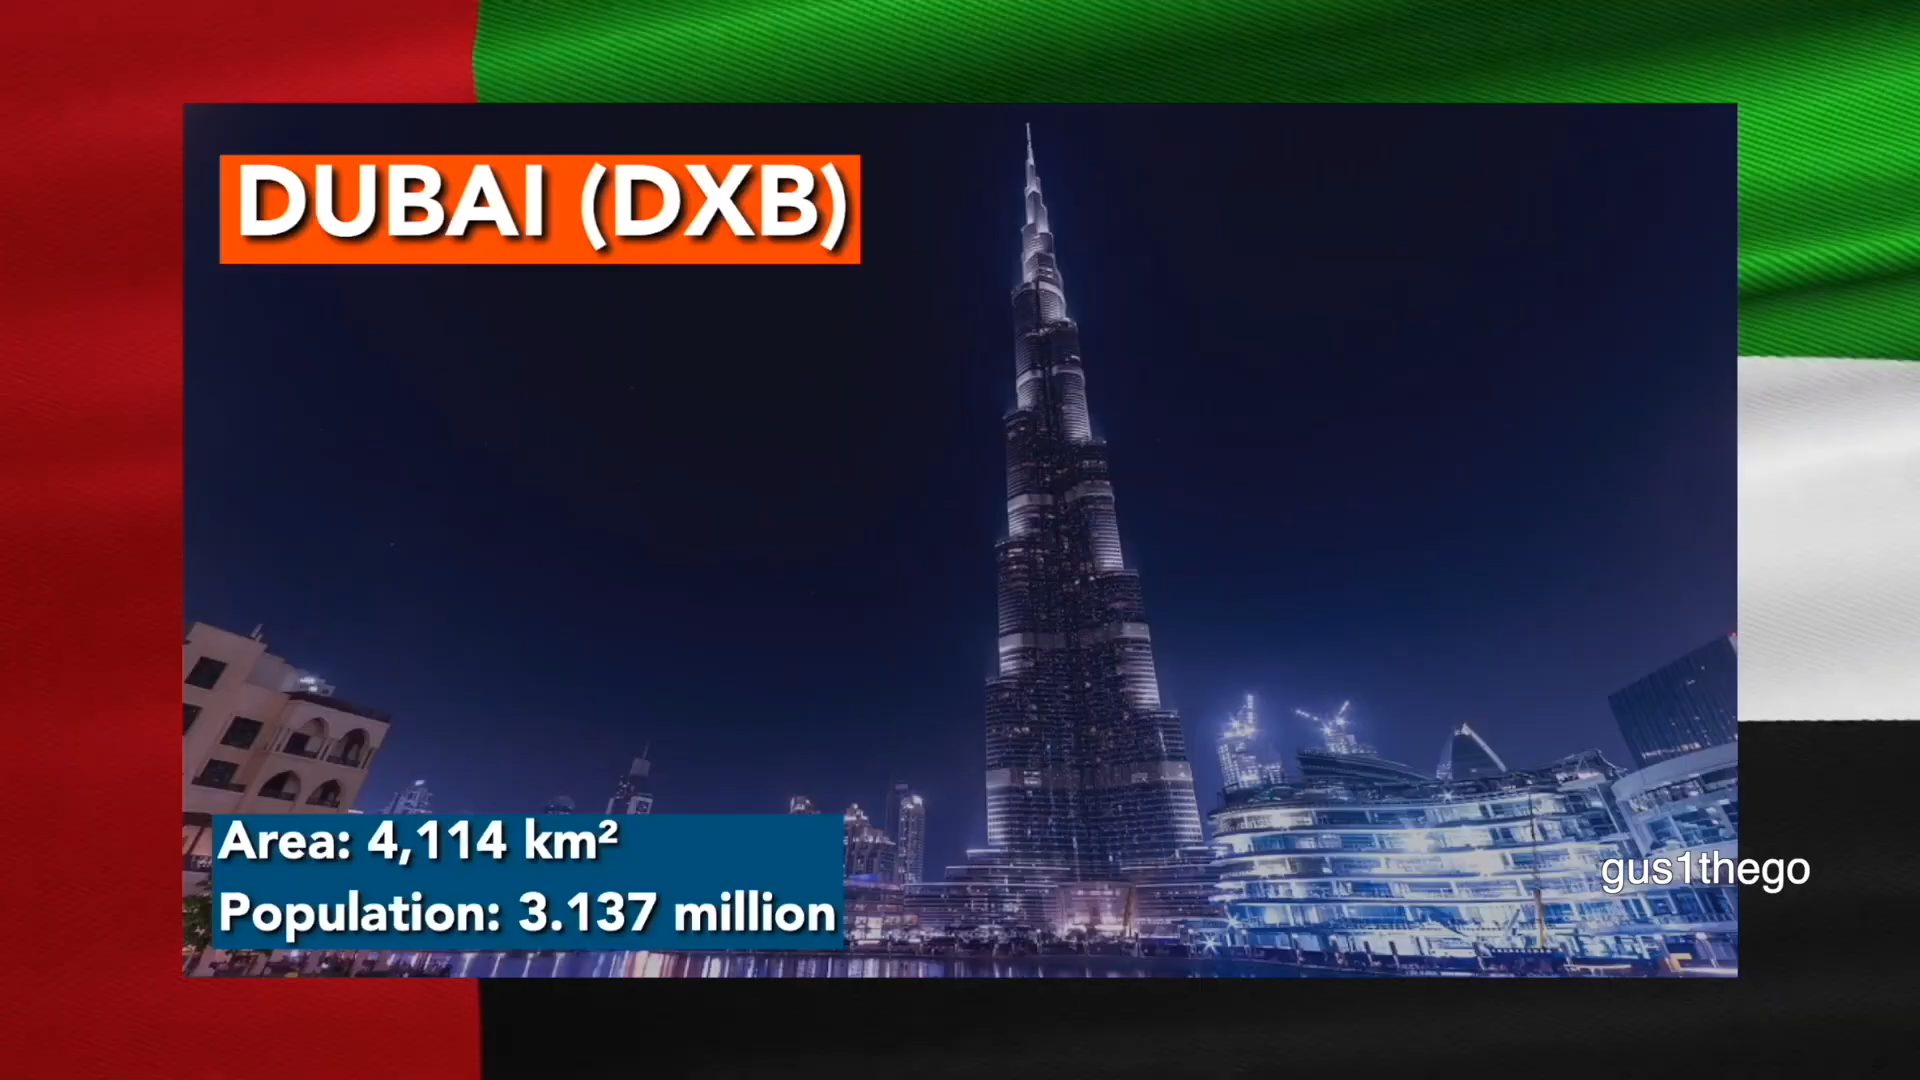 DUBAI (DXB)
Area: 4,114 km²
Population: 3.137 million
gus1thego